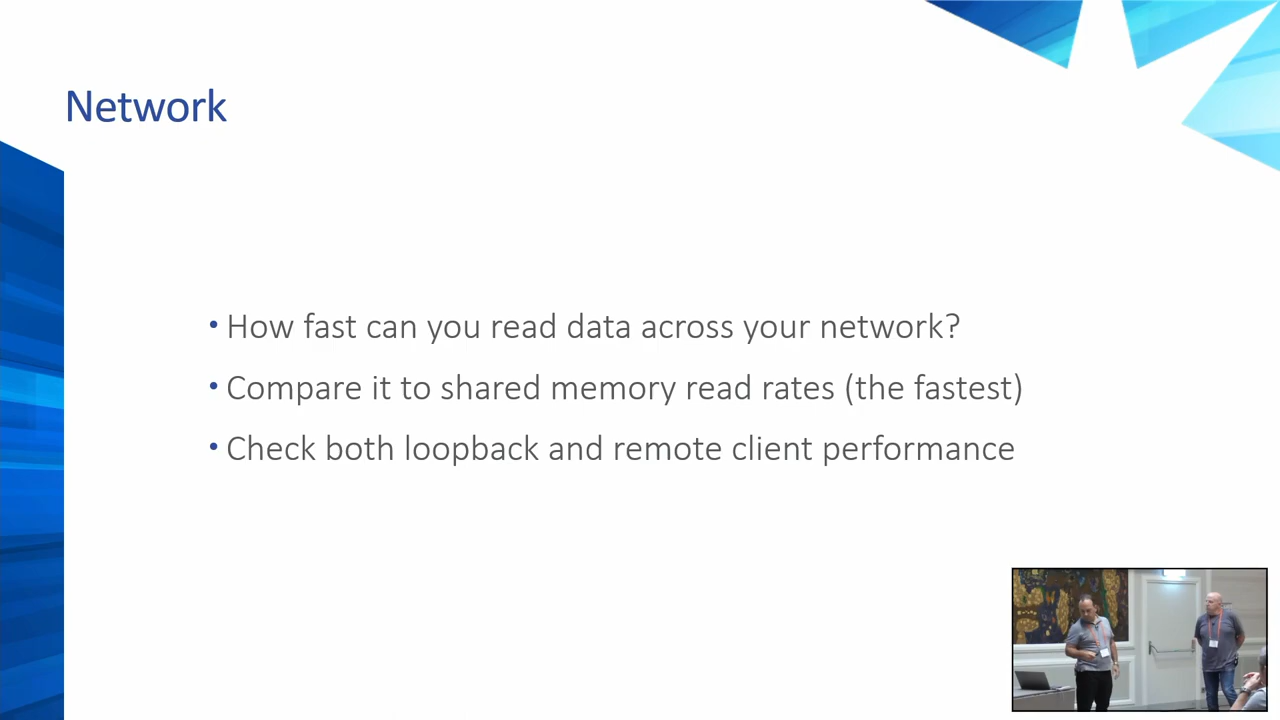 Network
• How fast can you read data across your network?
• Compare it to shared memory read rates (the fastest)
• Check both loopback and remote client performance